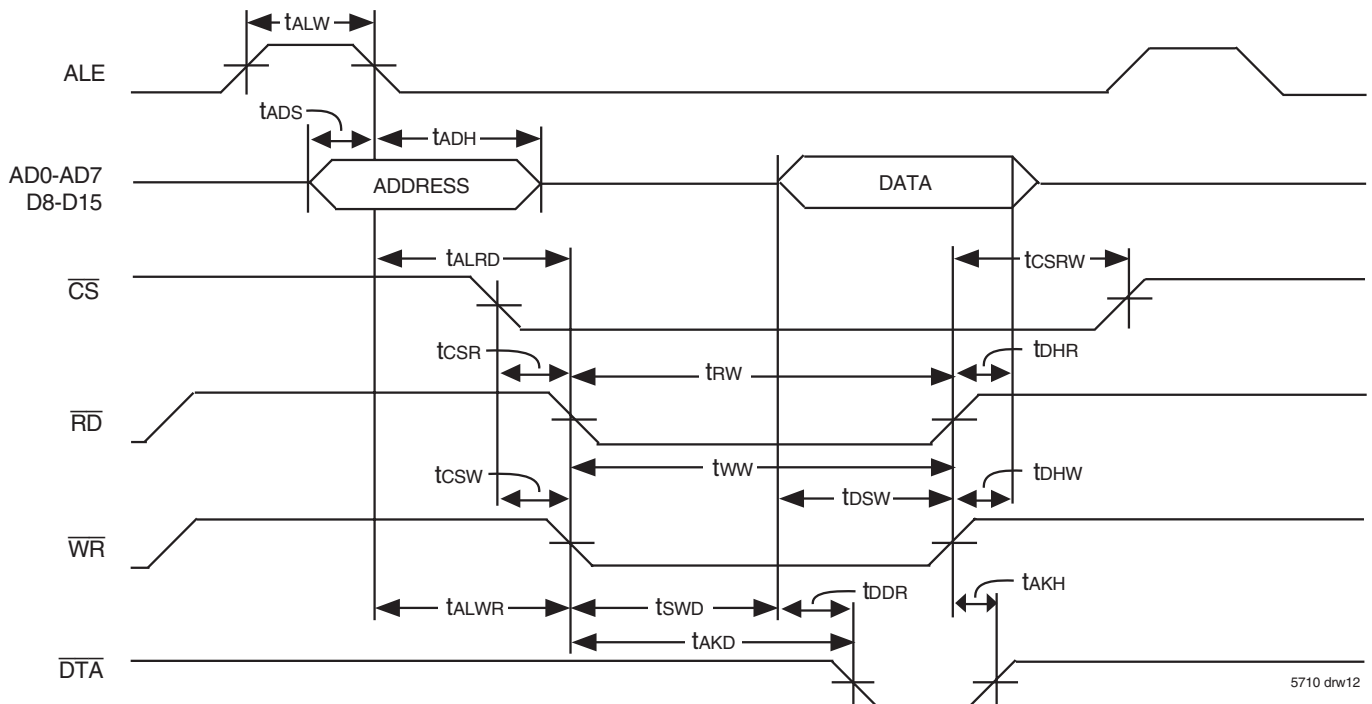 tALW
ALE
tADS
tADH
AD0-AD7
D8-D15
ADDRESS
DATA
tALRD
tCSRW
CS
tCSR
tRW
tDHR
RD
tCSW
tWW
tDHW
tDSW
WR
tALWR
tSWD
tDDR
tAKH
tAKD
DTA
5710 drw12